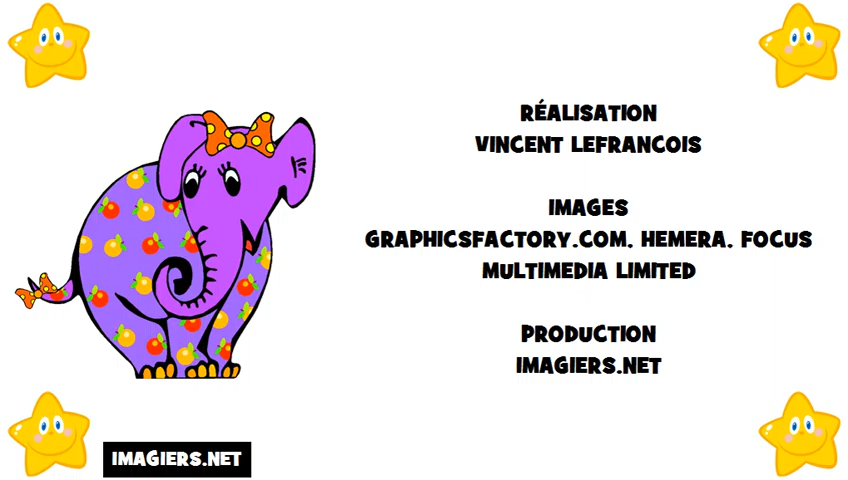 RÉALISATION
VINCENT LEFRANCOIS
IMAGES
GRAPHICSFACTORY.COM, HEMERA, FOCUS
MULTIMEDIA LIMITED
PRODUCTION
IMAGIERS.NET
IMAGIERS.NET